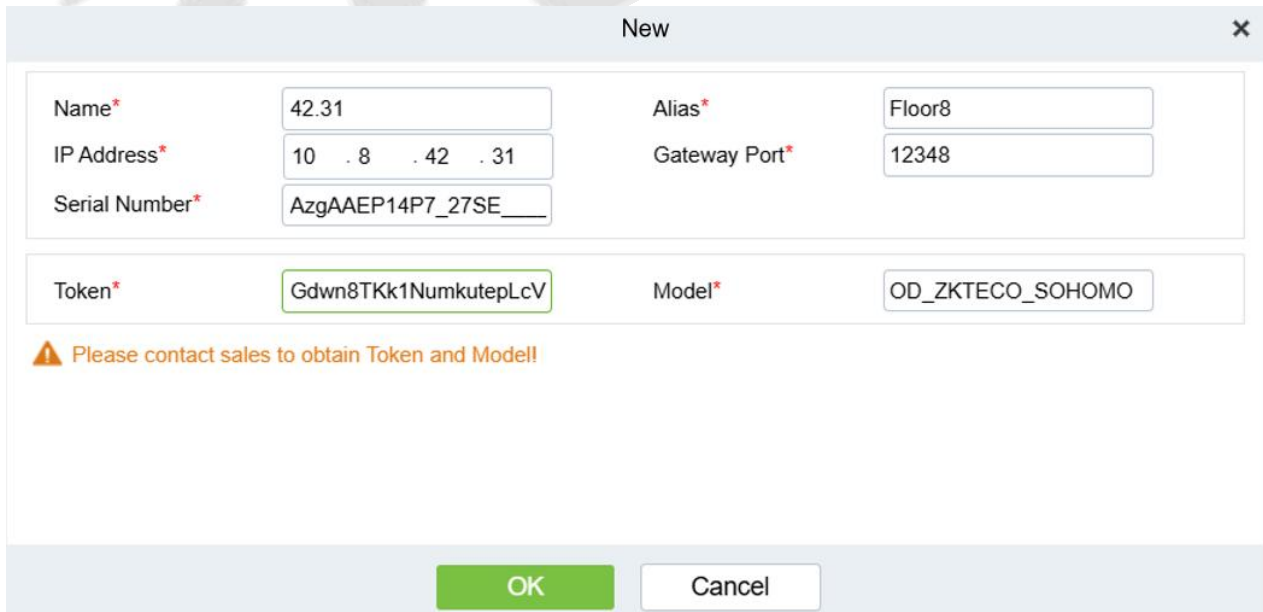 New ×
Name* 42.31 Alias* Floor8
IP Address* 10 . 8 . 42 . 31 Gateway Port* 12348
Serial Number* AzgAAEP14P7_27SE____
Token* Gdwn8TKk1NumkutepLcV Model* OD_ZKTECO_SOHOMO
Please contact sales to obtain Token and Model!
OK Cancel